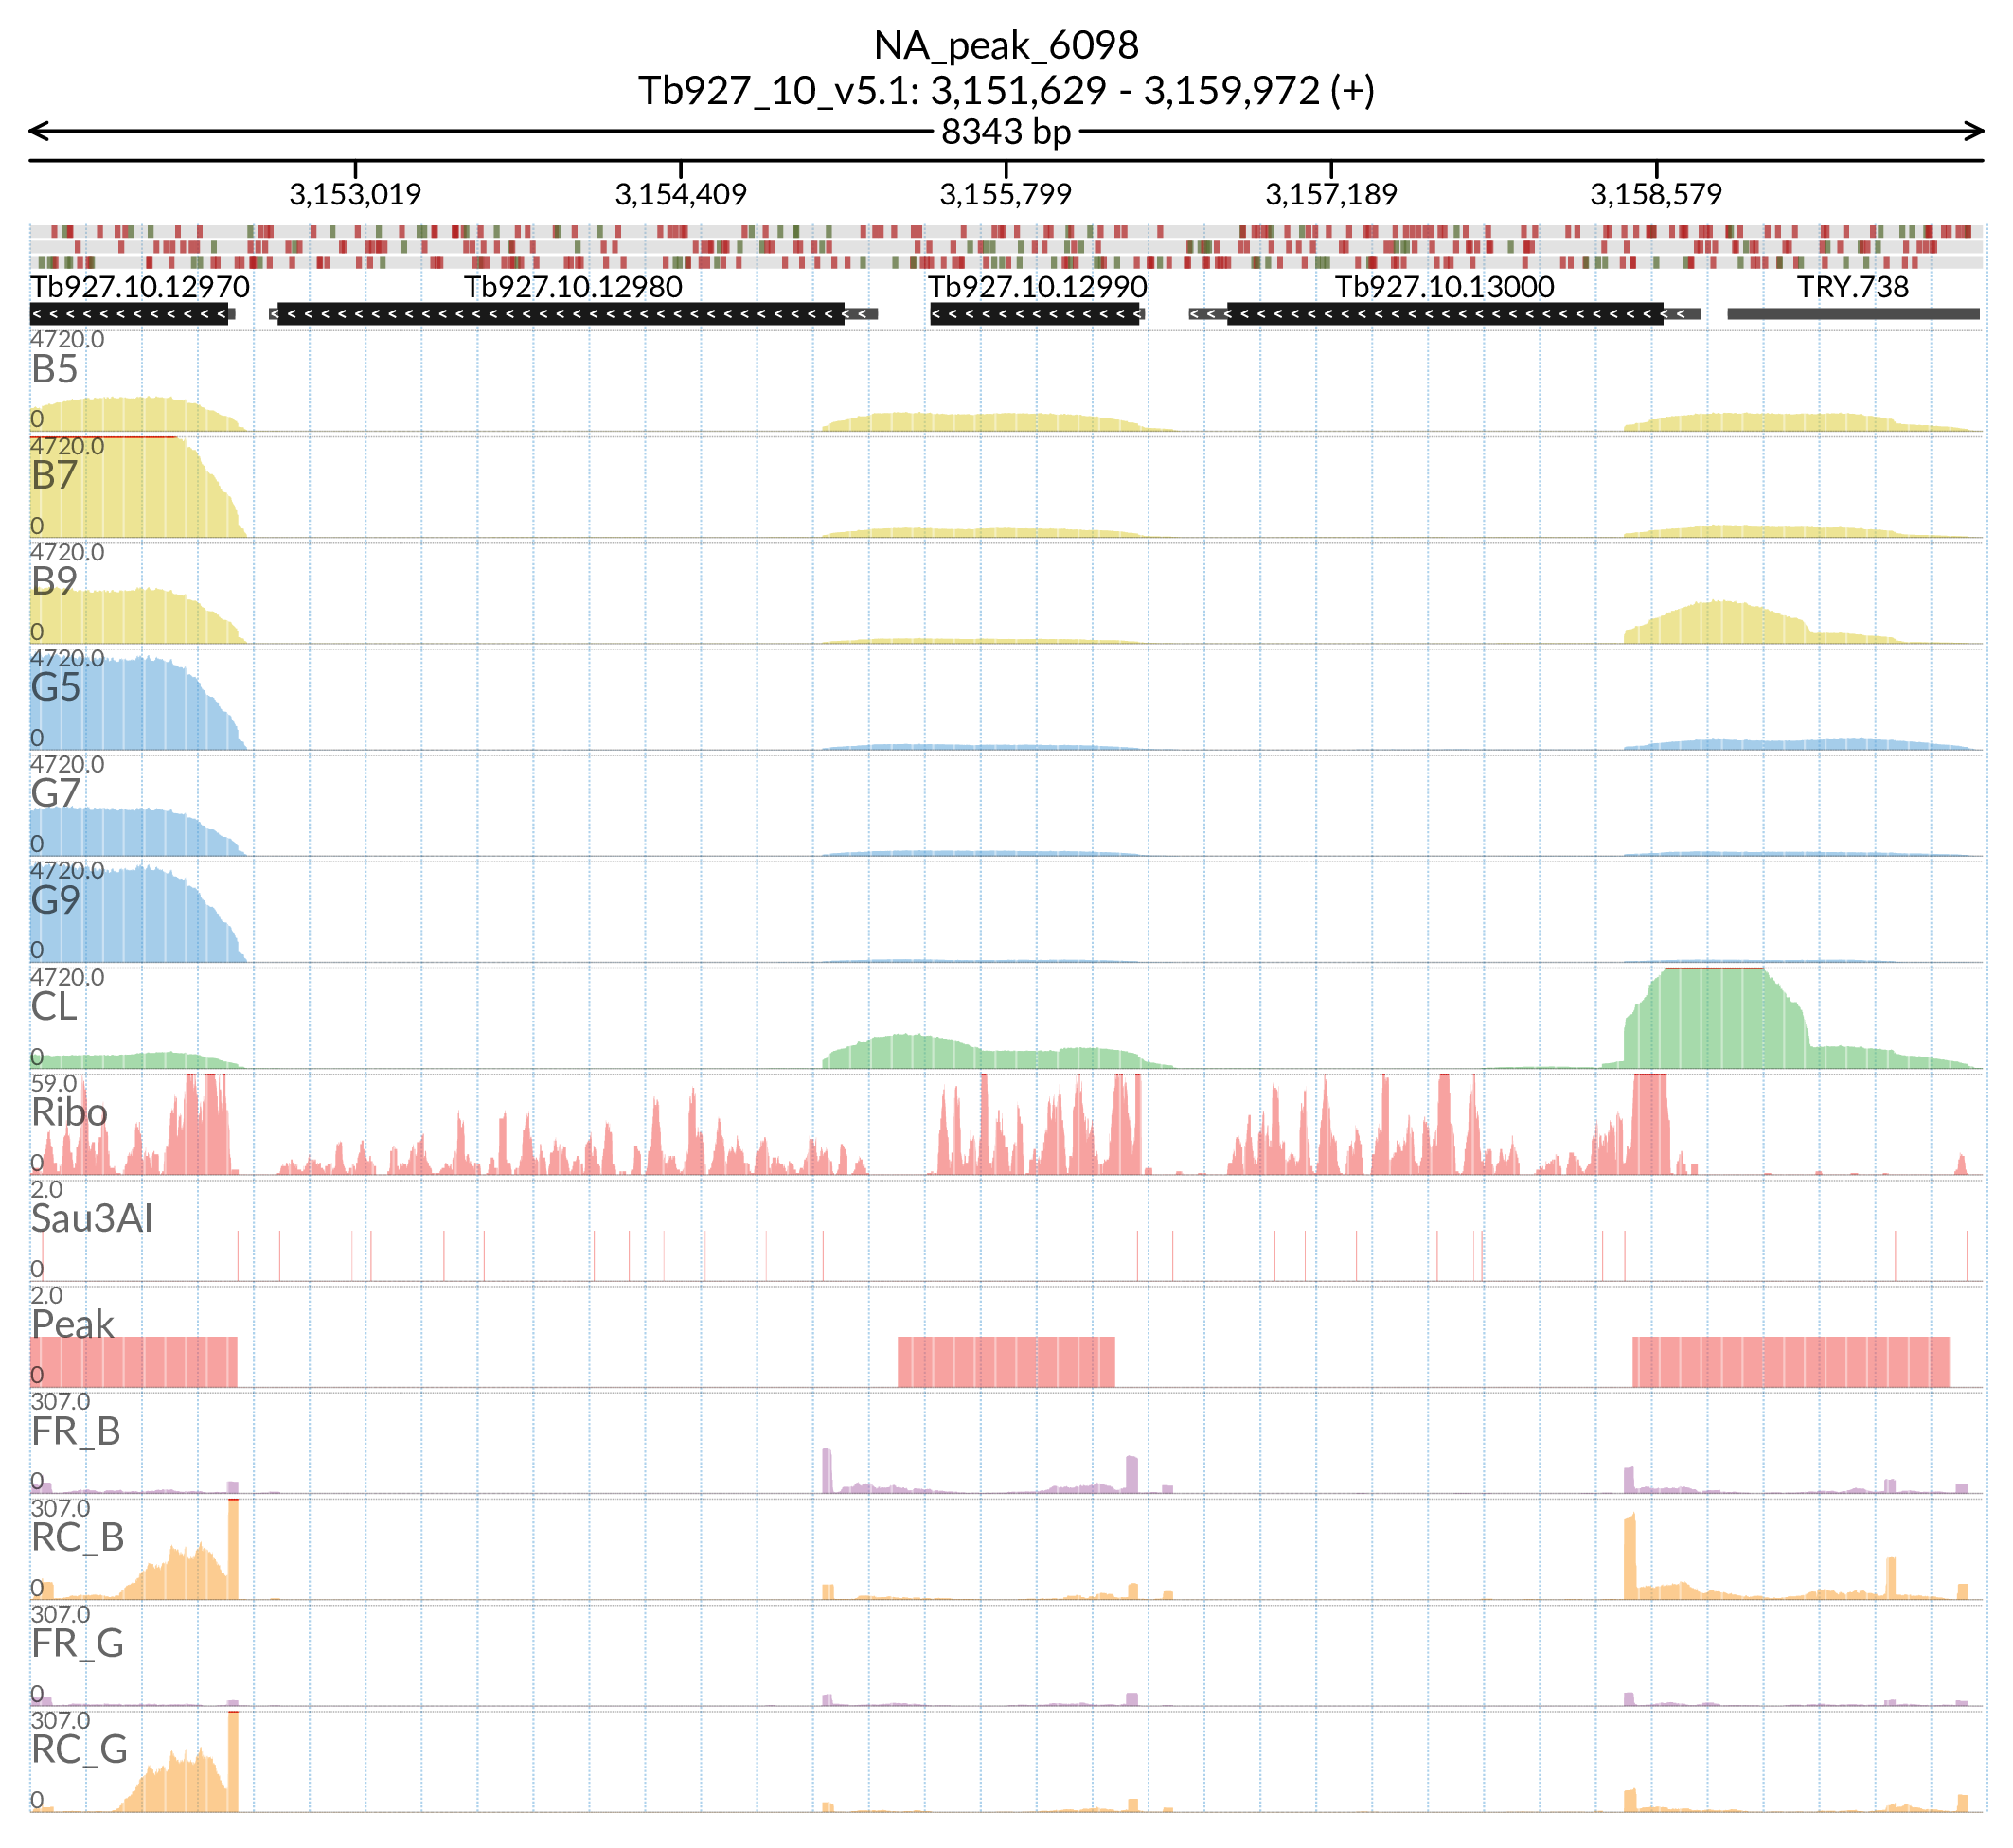 NA_peak_6098
Tb927_10_v5.1: 3,151,629 - 3,159,972 (+)
8343 bp
3,153,019 3,154,409 3,155,799 3,157,189 3,158,579
Tb927.10.12970 Tb927.10.12980 Tb927.10.12990 Tb927.10.13000 TRY.738
4720.0
B5
0
4720.0
B7
0
4720.0
B9
0
4720.0
G5
0
4720.0
G7
0
4720.0
G9
0
4720.0
CL
0
59.0
Ribo
0
2.0
Sau3AI
0
2.0
Peak
0
307.0
FR_B
0
307.0
RC_B
0
307.0
FR_G
0
307.0
RC_G
0